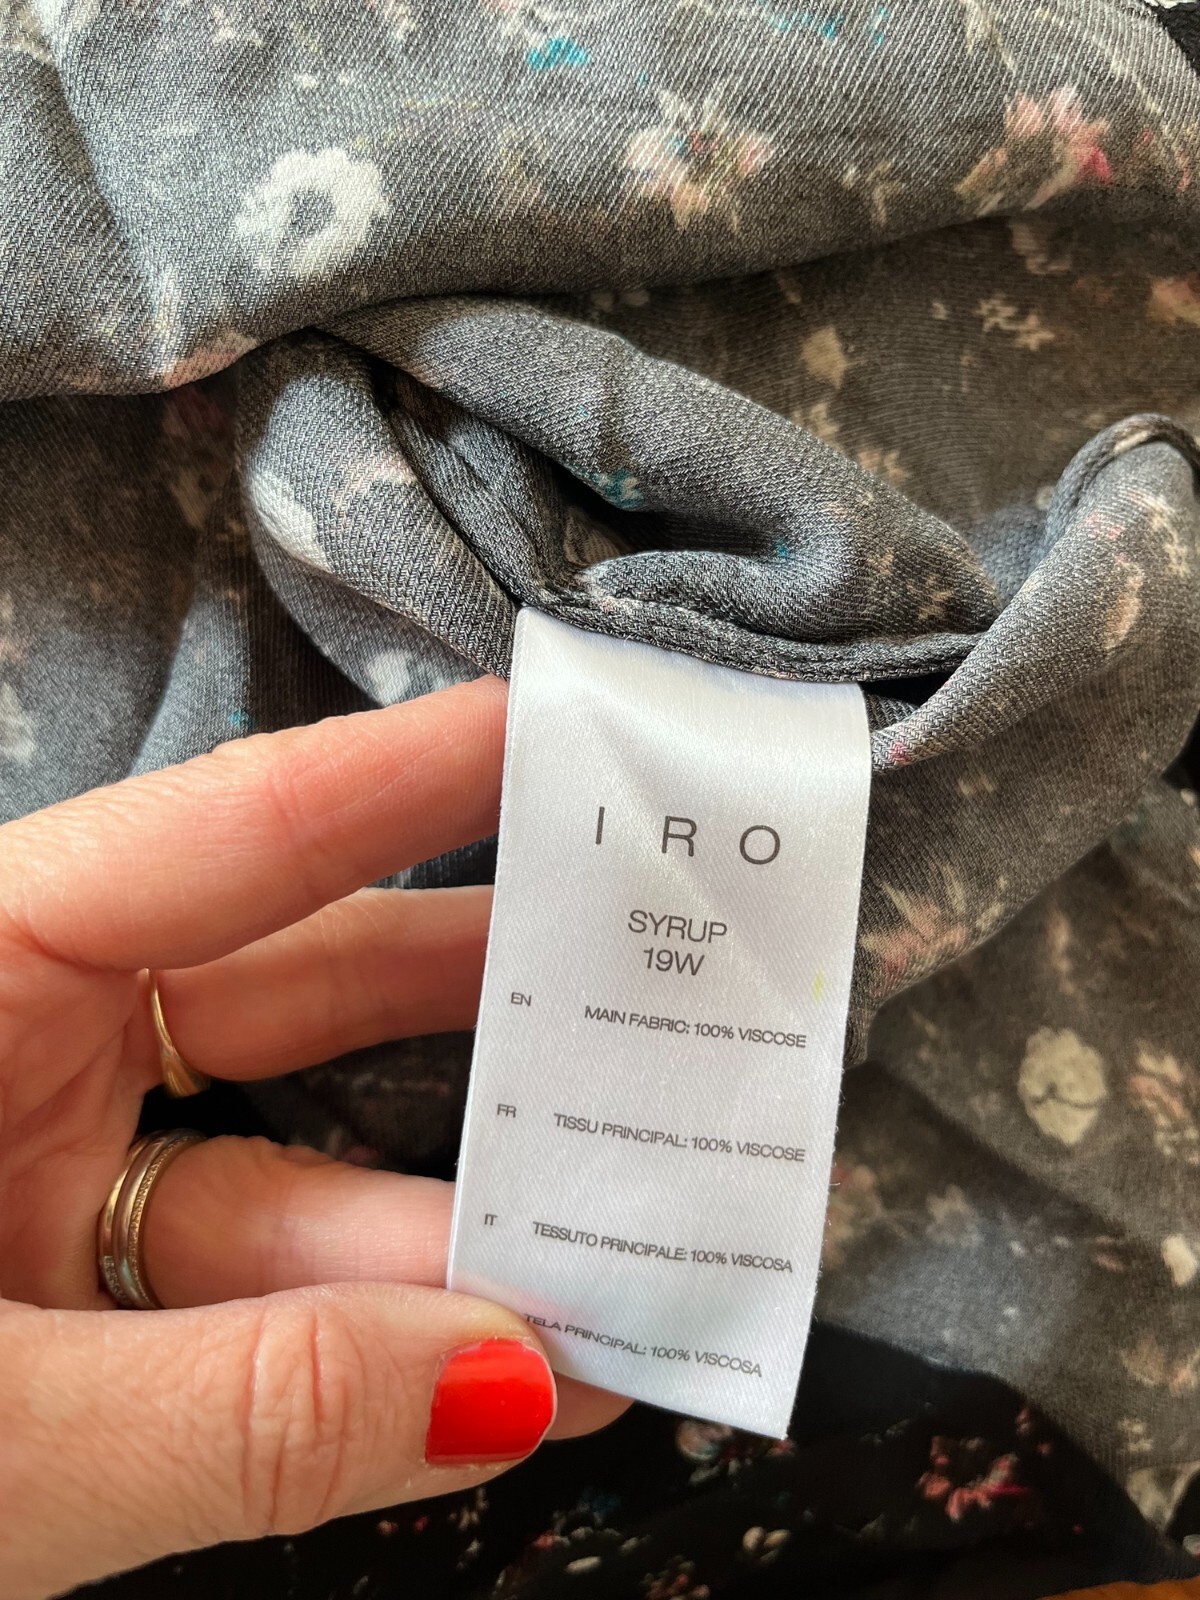 IRO
SYRUP
19W
EN MAIN FABRIC: 100% VISCOSE
FR TISSU PRINCIPAL: 100% VISCOSE
IT TESSUTO PRINCIPALE: 100% VISCOSA
TELA PRINCIPAL: 100% VISCOSA